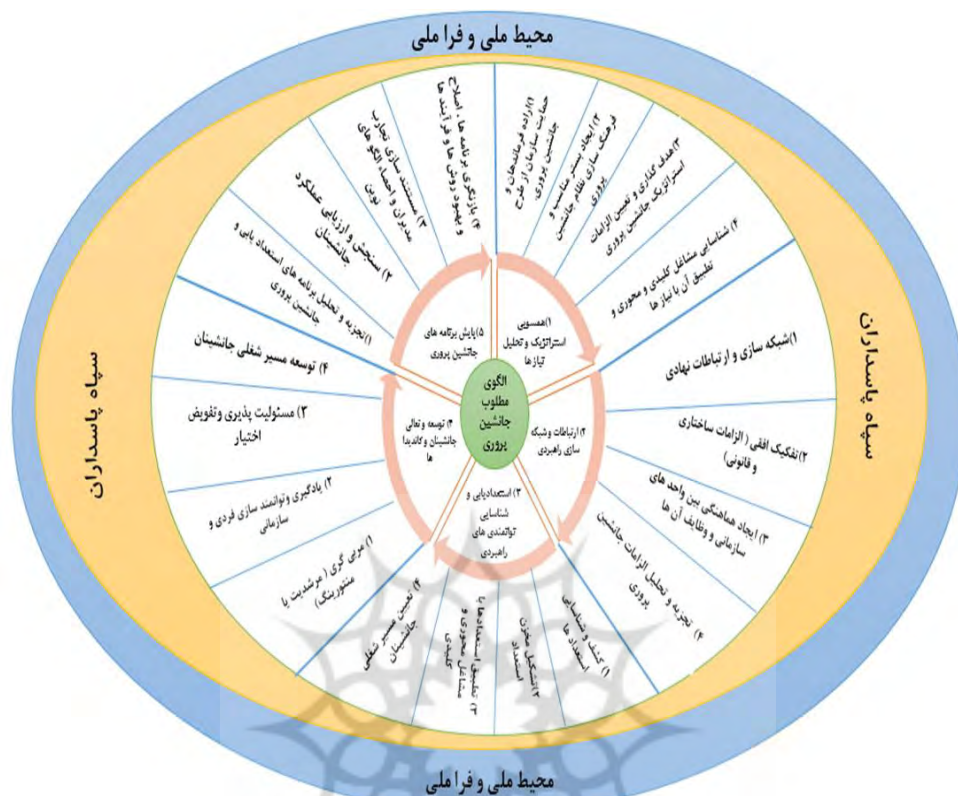 محیط ملی و فرا ملی
سپاه پاسداران
سپاه پاسداران
محیط ملی و فرا ملی
الگوی
مطلوب
جانشین
پروری
۱)همسویی
استراتژیک و تحلیل
نیاز ها
۱)اراده فرماندهان و
حمایت سازمان از طرح
جانشین پروری.
۲) ایجاد بستر مناسب و
فرهنگ سازی نظام جانشین
پروری
۳)هدف گذاری و تعیین الزامات
استراتژیک جانشین پروری
۴) شناسایی مشاغل کلیدی و محوری و
تطبیق آن با نیاز ها
۲)ارتباطات و شبکه
سازی راهبردی
۱)شبکه سازی و ارتباطات نهادی
۲)تفکیک افقی ( الزامات ساختاری
و قانونی)
۳) ایجاد هماهنگی بین واحد های
سازمانی و وظایف آن ها
۴) تجزیه و تحلیل الزامات جانشین
پروری
۳) استعدادیابی و
شناسایی
توانمندی های
راهبردی
۱) کشف و شناسایی
استعداد ها
۲)تشکیل مخزن
استعداد
۳) تطبیق استعدادها با
مشاغل محوری و
کلیدی
۴) تعیین مسیر شغلی
جانشینان
۴) توسعه و تعالی
جانشینان و کاندیدا
ها
۱) مربی گری ( مرشدیت یا
منتورینگ)
۲) یادگیری و توانمند سازی فردی و
سازمانی
۳) مسئولیت پذیری و تفویض
اختیار
۴) توسعه مسیر شغلی جانشینان
۵)پایش برنامه های
جانشین پروری
۱)تجزیه و تحلیل برنامه های استعداد یابی و
جانشین پروری
۲) سنجش و ارزیابی عملکرد
جانشینان
۳) مستند سازی تجارب
مدیران و احصاء الگو های
نوین
۴) بازنگری برنامه ها ، اصلاح
و بهبود روش ها و فرآیند ها